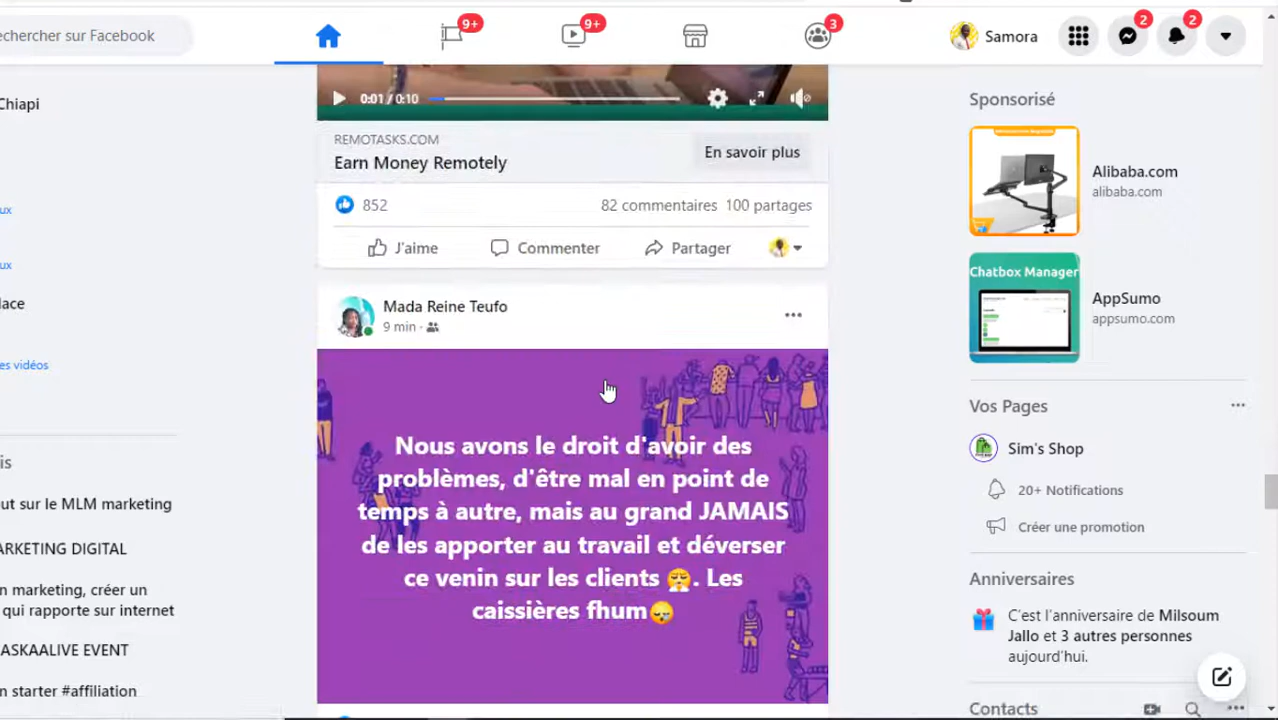 echercher sur Facebook
9+
9+
3
Samora
2
2
Chiapi
ux
ux
lace
es vidéos
is
ut sur le MLM marketing
ARKETING DIGITAL
n marketing, créer un
qui rapporte sur internet
ASKAALIVE EVENT
n starter #affiliation
0:01 / 0:10
REMOTASKS.COM
Earn Money Remotely
En savoir plus
852
82 commentaires 100 partages
J'aime
Commenter
Partager
Mada Reine Teufo
9 min ·
Nous avons le droit d'avoir des
problèmes, d'être mal en point de
temps à autre, mais au grand JAMAIS
de les apporter au travail et déverser
ce venin sur les clients 😤. Les
caissières fhum😪
Sponsorisé
Alibaba.com
alibaba.com
Chatbox Manager
AppSumo
appsumo.com
Vos Pages
Sim's Shop
20+ Notifications
Créer une promotion
Anniversaires
C'est l'anniversaire de Milsoum
Jallo et 3 autres personnes
aujourd'hui.
Contacts